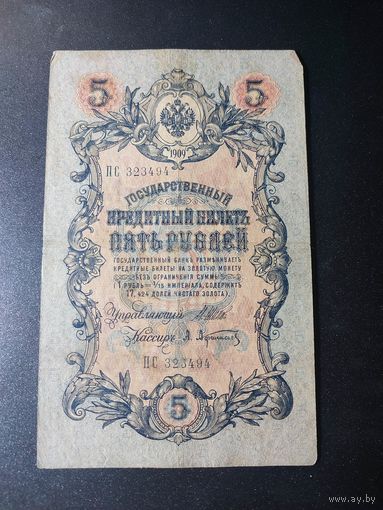 5 5
1909
ПС 323494
ГОСУДАРСТВЕННЫЙ
КРЕДИТНЫЙ БИЛЕТЪ
ПЯТЬ РУБЛЕЙ
ГОСУДАРСТВЕННЫЙ БАНКЪ РАЗМѢНИВАЕТЪ
КРЕДИТНЫЕ БИЛЕТЫ НА ЗОЛОТУЮ МОНЕТУ
БЕЗЪ ОГРАНИЧЕНІЯ СУММЫ
(1 РУБЛЬ = 1/15 ИМПЕРІАЛА, СОДЕРЖИТЪ
17,424 ДОЛЕЙ ЧИСТАГО ЗОЛОТА).
Управляющій
Кассиръ
ПС 323494
5
www.ay.by